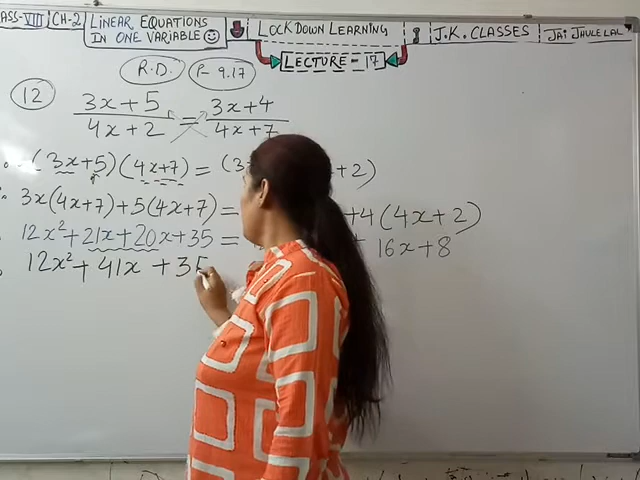 ASS-VIII CH-2 LINEAR EQUATIONS IN ONE VARIABLE LOCKDOWN LEARNING J.K. CLASSES JAI JHULELAL
LECTURE-17
R.D. P-9.17
12 (3x+5)/(4x+2) = (3x+4)/(4x+7)
(3x+5)(4x+7) = (3 +2)
3x(4x+7)+5(4x+7) = +4(4x+2)
12x²+21x+20x+35 = 16x+8
12x²+41x+35